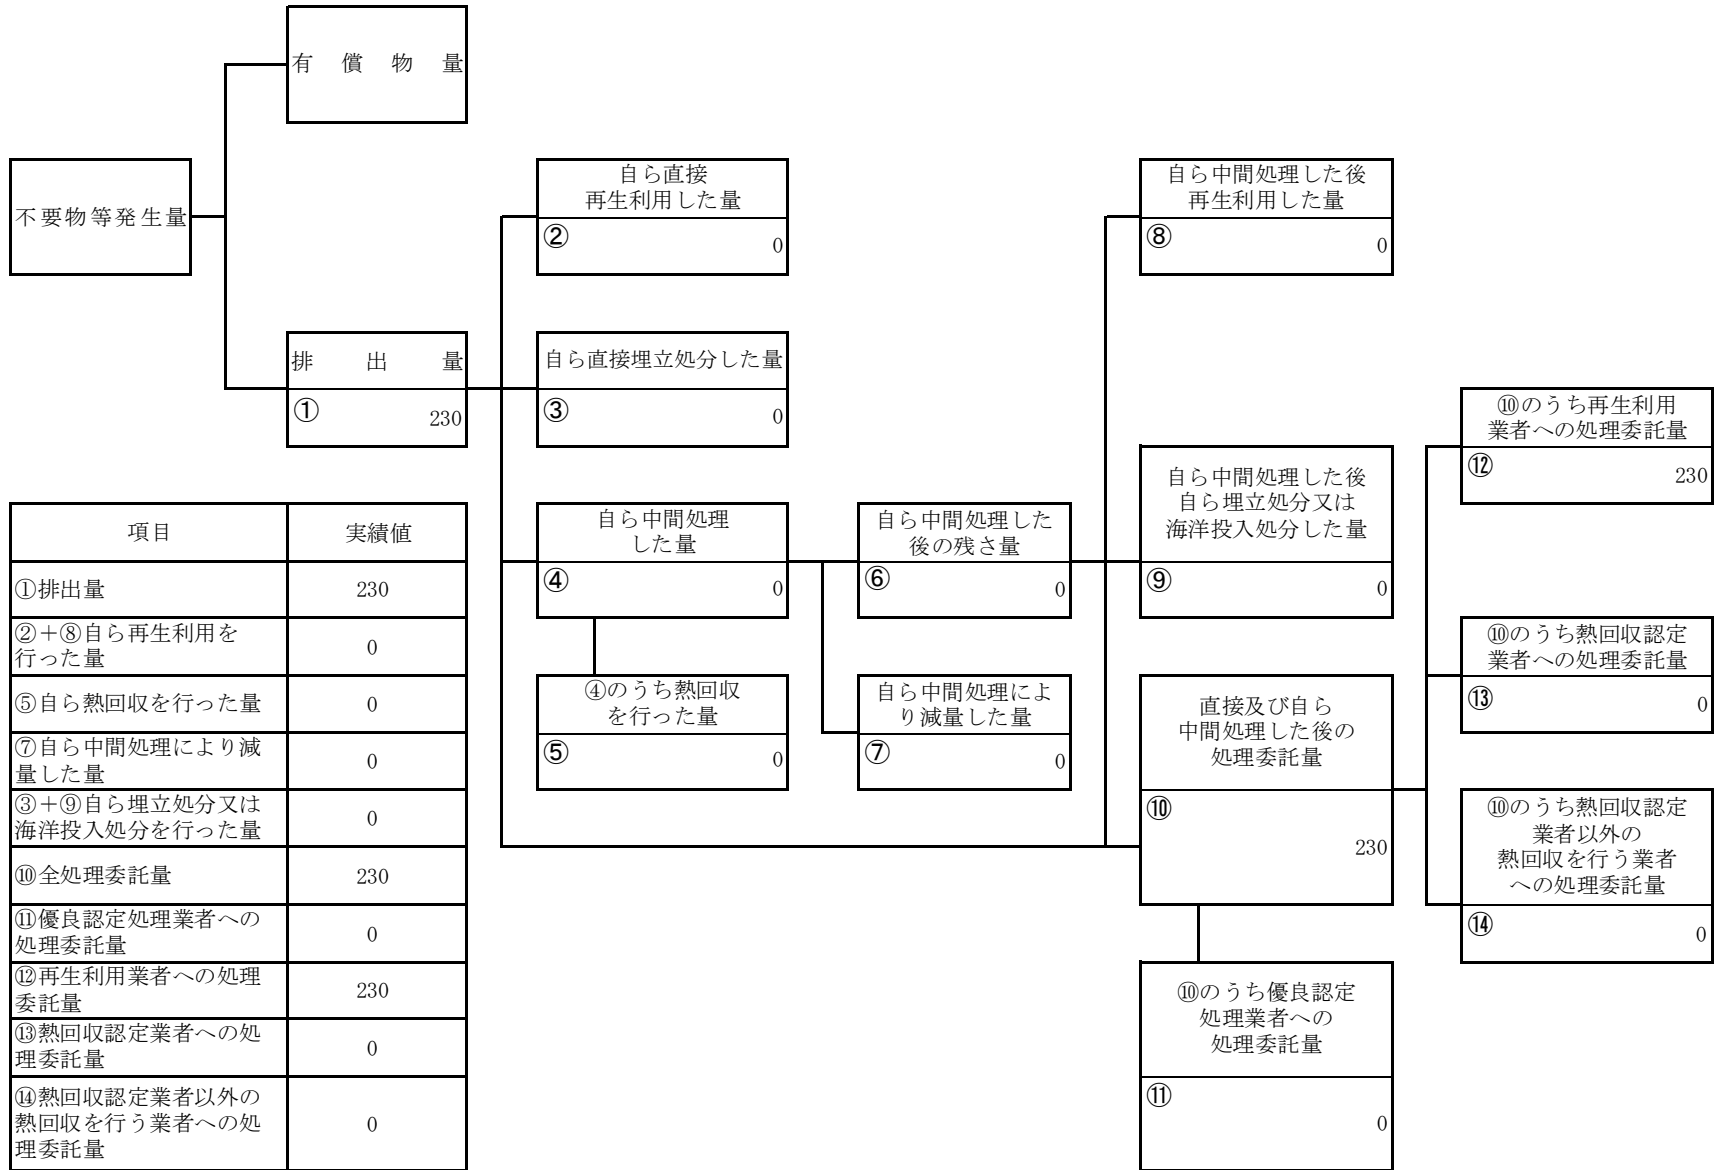 有償物量
不要物等発生量
自ら直接
再生利用した量
②
0
自ら中間処理した後
再生利用した量
⑧
0
排出量
①
230
自ら直接埋立処分した量
③
0
⑩のうち再生利用
業者への処理委託量
⑫
230
自ら中間処理
した量
④
0
自ら中間処理した
後の残さ量
⑥
0
自ら中間処理した後
自ら埋立処分又は
海洋投入処分した量
⑨
0
⑩のうち熱回収認定
業者への処理委託量
⑬
0
④のうち熱回収
を行った量
⑤
0
自ら中間処理によ
り減量した量
⑦
0
直接及び自ら
中間処理した後の
処理委託量
⑩
230
⑩のうち熱回収認定
業者以外の
熱回収を行う業者
への処理委託量
⑭
0
⑩のうち優良認定
処理業者への
処理委託量
⑪
0
項目 実績値
①排出量 230
②＋⑧自ら再生利用を
行った量
0
⑤自ら熱回収を行った量 0
⑦自ら中間処理により減
量した量
0
③＋⑨自ら埋立処分又は
海洋投入処分を行った量
0
⑩全処理委託量 230
⑪優良認定処理業者への
処理委託量
0
⑫再生利用業者への処理
委託量
230
⑬熱回収認定業者への処
理委託量
0
⑭熱回収認定業者以外の
熱回収を行う業者への処
理委託量
0